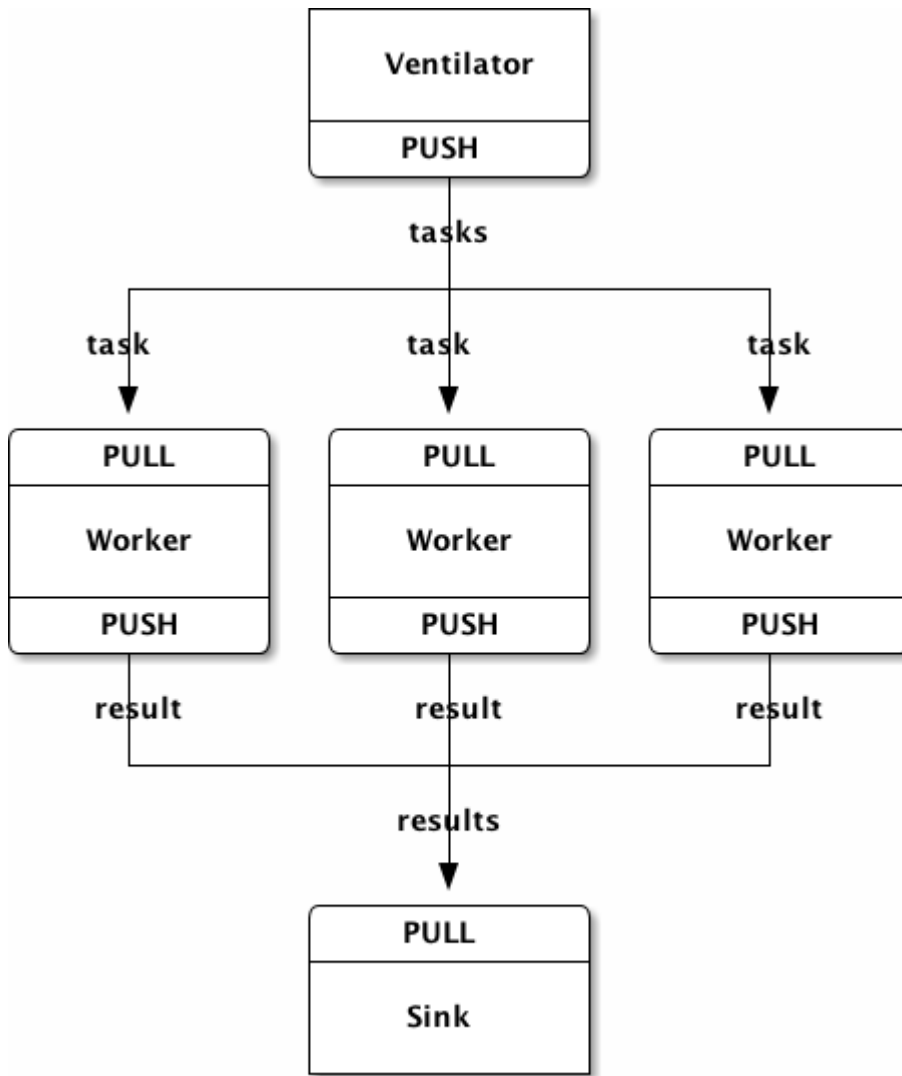 Ventilator
PUSH
tasks
task task task
PULL PULL PULL
Worker Worker Worker
PUSH PUSH PUSH
result result result
results
PULL
Sink